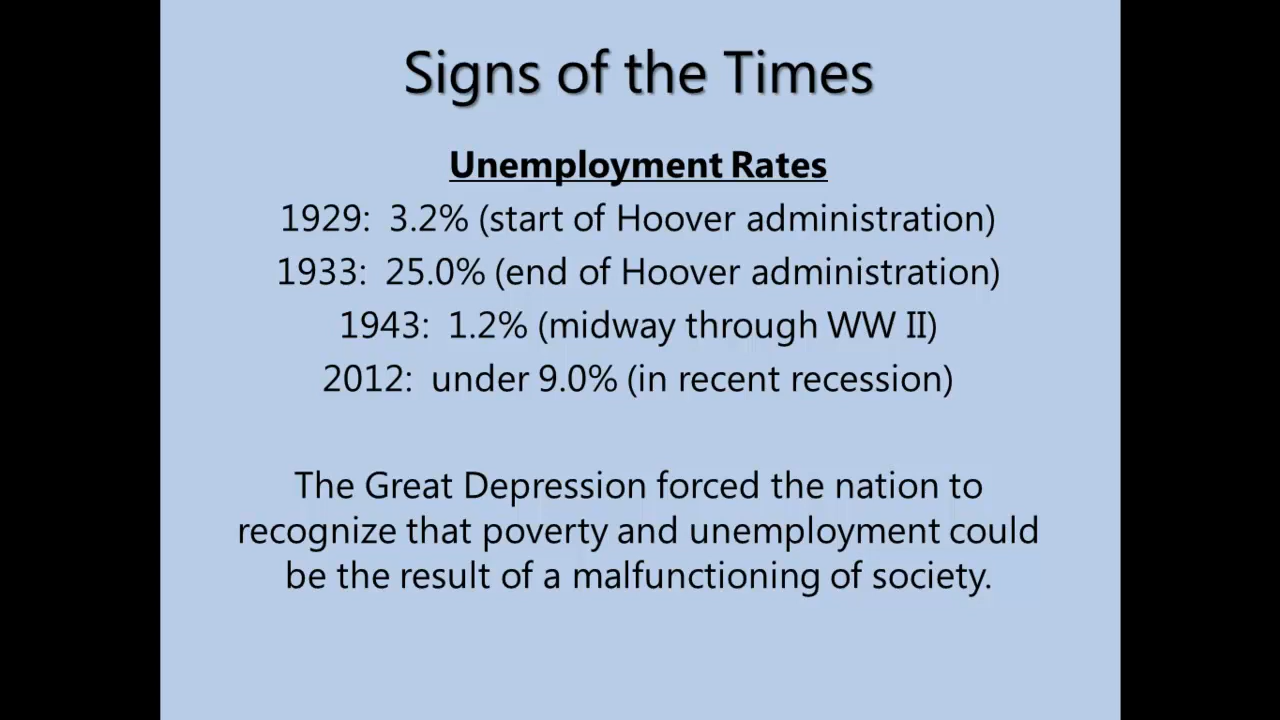 Signs of the Times
Unemployment Rates
1929:  3.2% (start of Hoover administration)
1933:  25.0% (end of Hoover administration)
1943:  1.2% (midway through WW II)
2012:  under 9.0% (in recent recession)
The Great Depression forced the nation to
recognize that poverty and unemployment could
be the result of a malfunctioning of society.